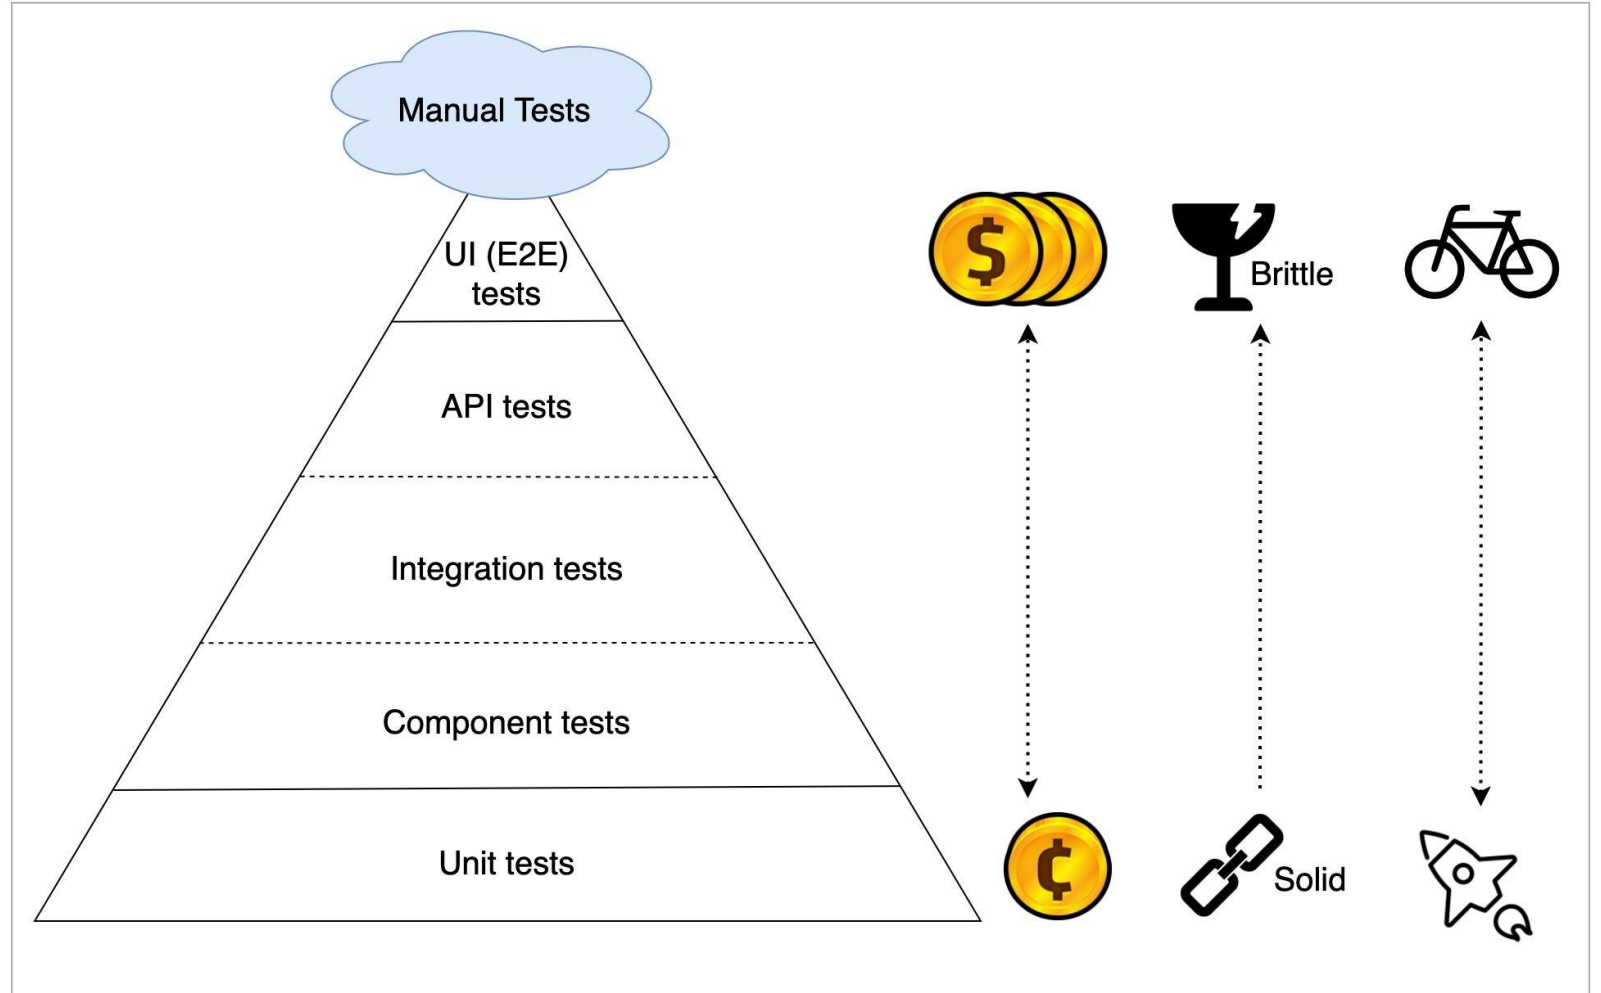 Manual Tests
UI (E2E)
tests
API tests
Integration tests
Component tests
Unit tests
$
Brittle
¢
Solid